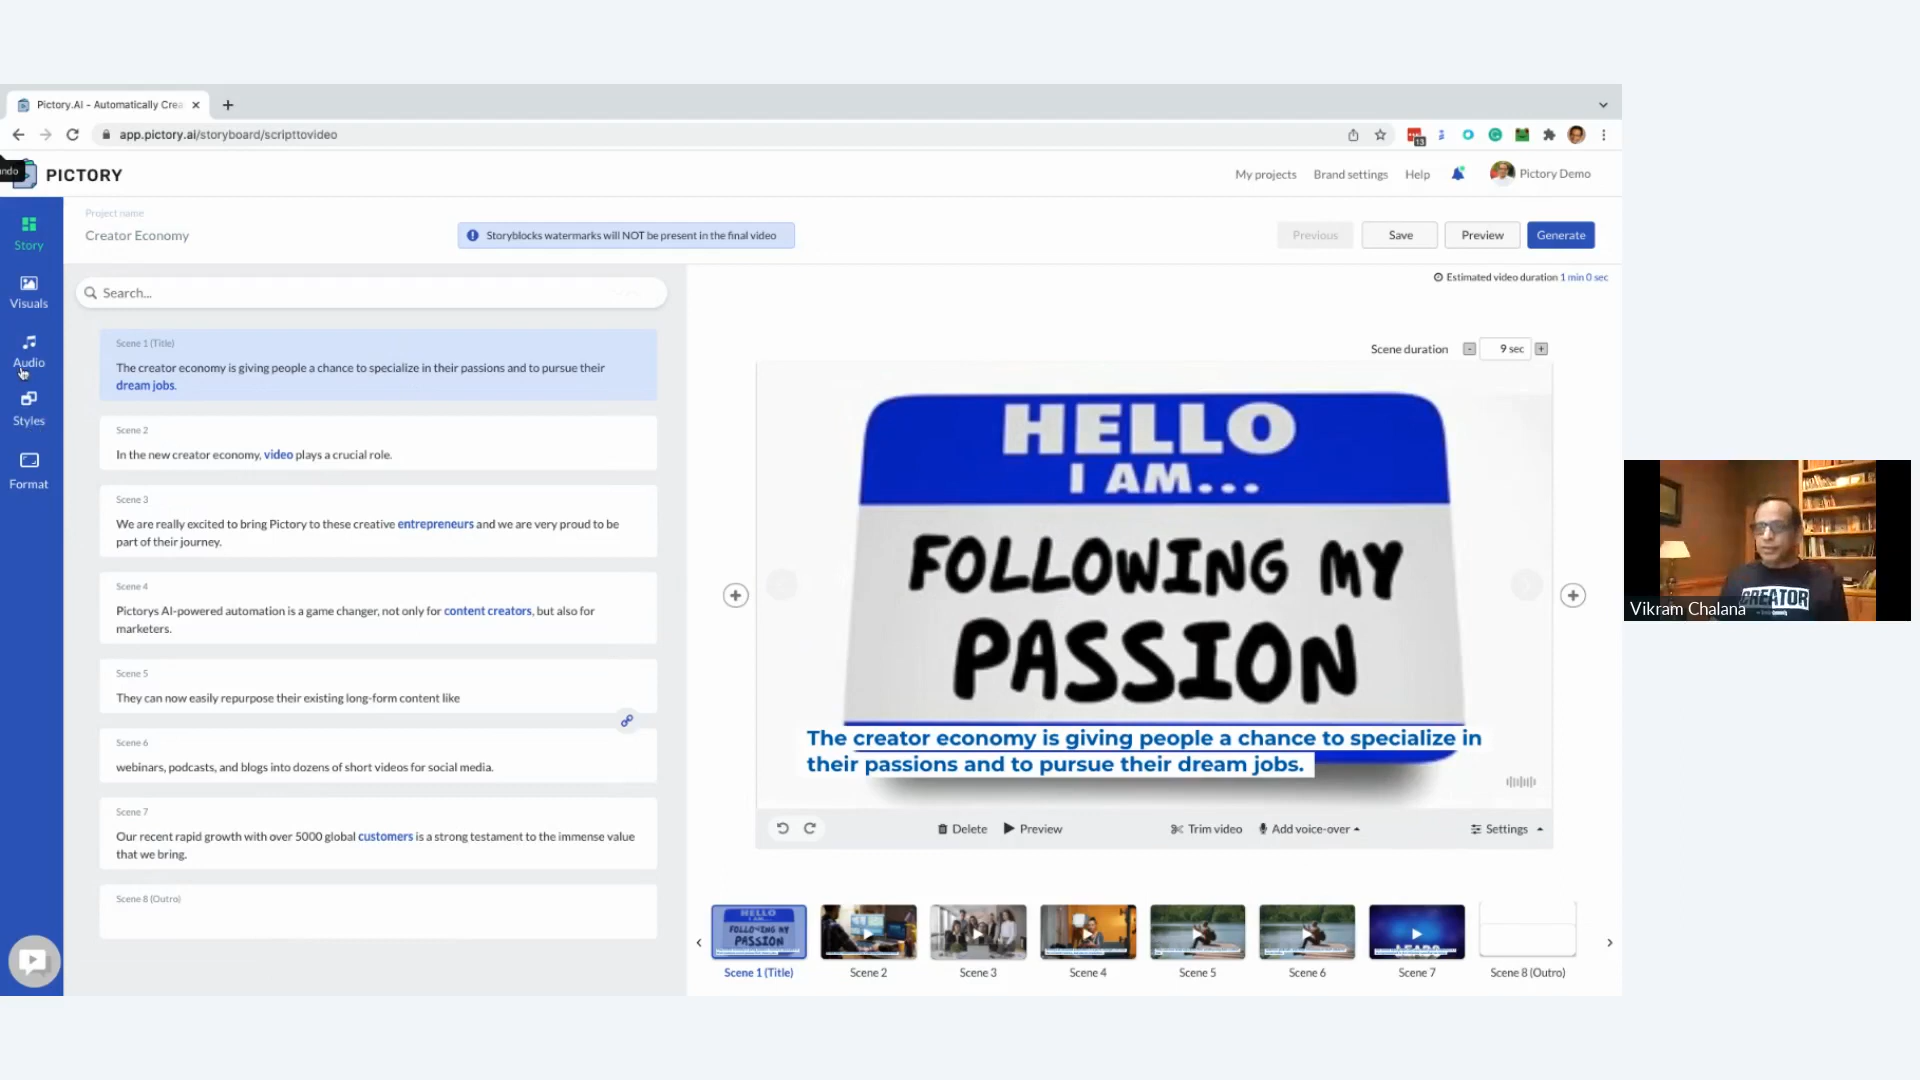 Pictory.AI - Automatically Crea
app.pictory.ai/storyboard/scripttovideo
13
ndo
PICTORY
My projects
Brand settings
Help
Pictory Demo
Story
Visuals
Audio
Styles
Format
Project name
Creator Economy
Storyblocks watermarks will NOT be present in the final video
Previous
Save
Preview
Generate
Estimated video duration 1 min 0 sec
Search...
Scene 1 (Title)
The creator economy is giving people a chance to specialize in their passions and to pursue their
dream jobs.
Scene 2
In the new creator economy, video plays a crucial role.
Scene 3
We are really excited to bring Pictory to these creative entrepreneurs and we are very proud to be
part of their journey.
Scene 4
Pictorys AI-powered automation is a game changer, not only for content creators, but also for
marketers.
Scene 5
They can now easily repurpose their existing long-form content like
Scene 6
webinars, podcasts, and blogs into dozens of short videos for social media.
Scene 7
Our recent rapid growth with over 5000 global customers is a strong testament to the immense value
that we bring.
Scene 8 (Outro)
Scene duration
- 9 sec +
HELLO
I AM...
FOLLOWING MY
PASSION
The creator economy is giving people a chance to specialize in
their passions and to pursue their dream jobs.
Delete
Preview
Trim video
Add voice-over
Settings
HELLO
I AM...
FOLLOWING MY
PASSION
Scene 1 (Title)
Scene 2
Scene 3
Scene 4
Scene 5
Scene 6
Scene 7
Scene 8 (Outro)
CREATOR
Vikram Chalana